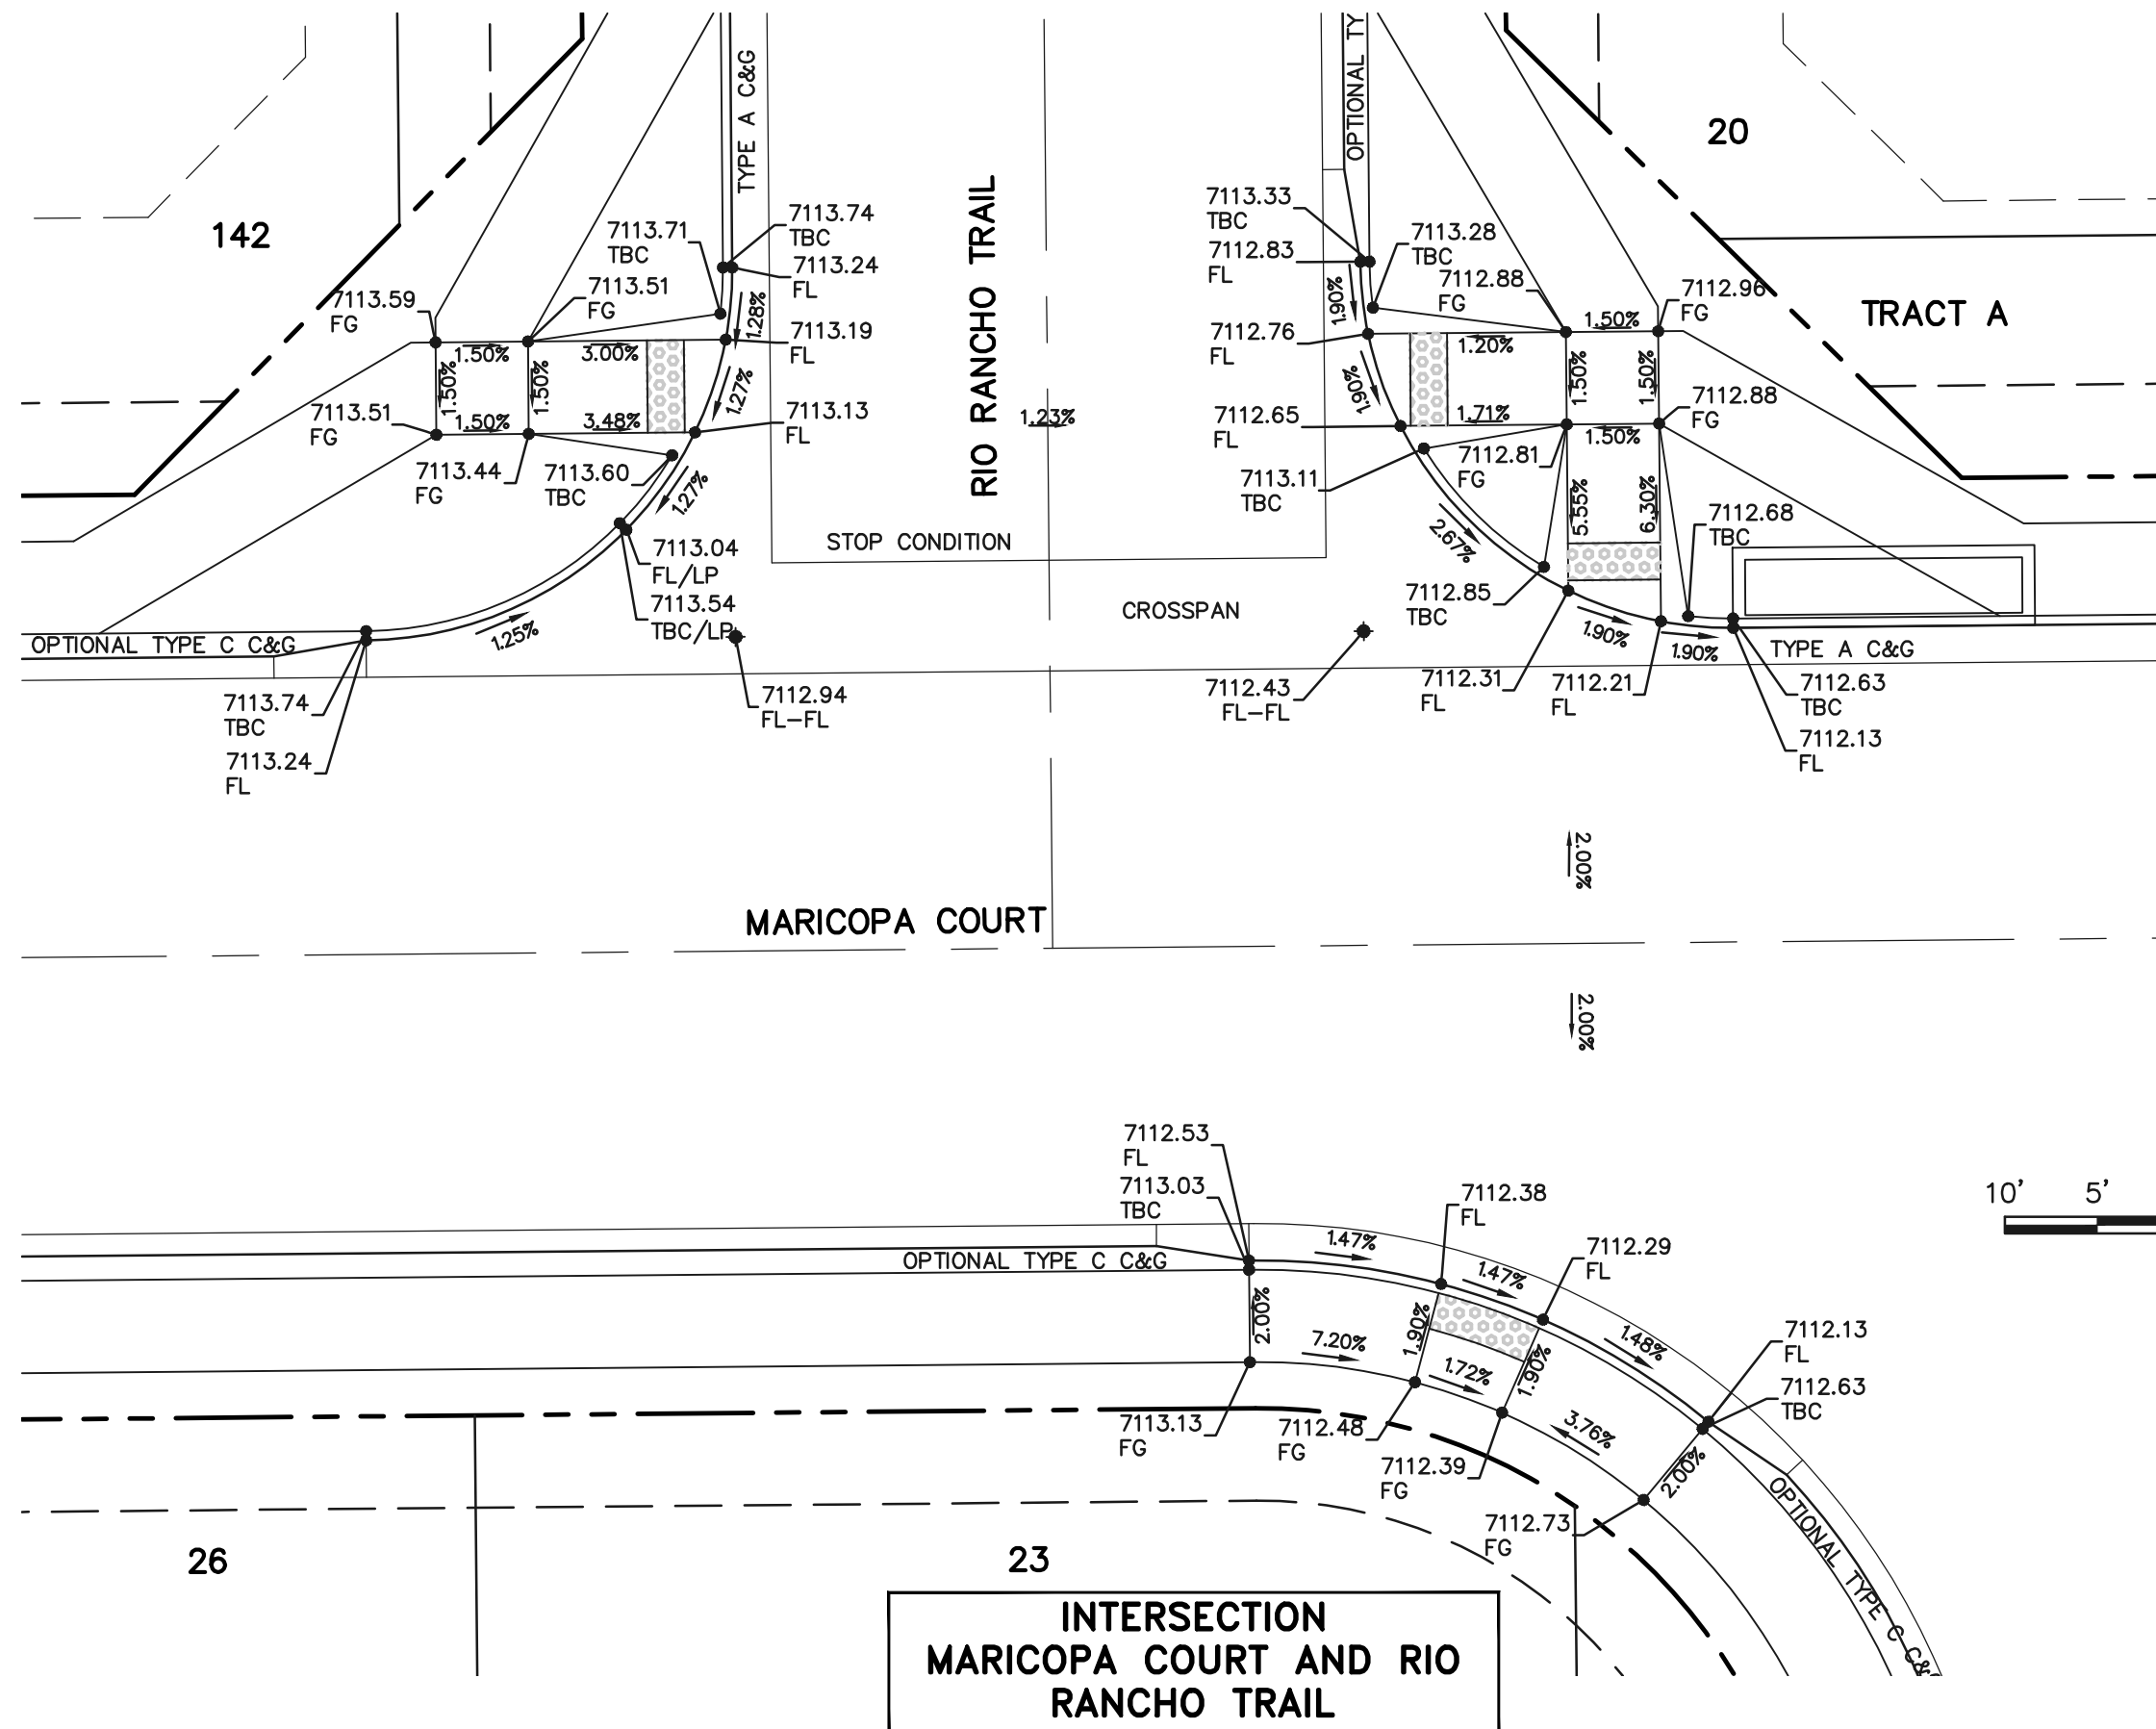 TYPE A C&G
OPTIONAL TY
20
142
RIO RANCHO TRAIL
TRACT A
7113.71
TBC
7113.74
TBC
7113.24
FL
7113.59
FG
7113.51
FG
7113.19
FL
1.28%
1.50%
3.00%
1.50%
1.50%
1.27%
7113.51
FG
1.50%
3.48%
7113.13
FL
7113.44
FG
7113.60
TBC
1.27%
7113.04
FL/LP
7113.54
TBC/LP
1.25%
OPTIONAL TYPE C C&G
7113.74
TBC
7113.24
FL
7112.94
FL-FL
1.23%
STOP CONDITION
CROSSPAN
7113.33
TBC
7112.83
FL
7113.28
TBC
7112.88
FG
7112.96
FG
1.90%
7112.76
FL
1.50%
1.20%
1.50%
1.50%
1.90%
7112.65
FL
1.71%
1.50%
7112.88
FG
7112.81
FG
7113.11
TBC
5.55%
6.30%
2.67%
7112.68
TBC
7112.85
TBC
1.90%
1.90%
TYPE A C&G
7112.43
FL-FL
7112.31
FL
7112.21
FL
7112.63
TBC
7112.13
FL
2.00%
MARICOPA COURT
2.00%
7112.53
FL
7113.03
TBC
7112.38
FL
7112.29
FL
10'
5'
OPTIONAL TYPE C C&G
1.47%
1.47%
1.48%
2.00%
7.20%
1.90%
1.72%
1.90%
3.76%
2.00%
7112.13
FL
7112.63
TBC
7113.13
FG
7112.48
FG
7112.39
FG
7112.73
FG
OPTIONAL TYPE C C&G
26
23
INTERSECTION
MARICOPA COURT AND RIO
RANCHO TRAIL